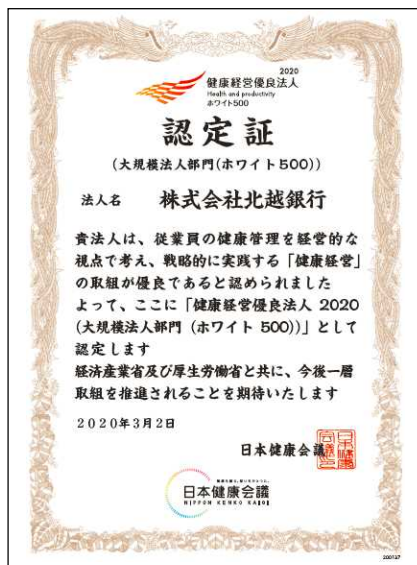 2020
健康経営優良法人
Health and productivity
ホワイト500
認定証
(大規模法人部門(ホワイト500))
法人名 株式会社北越銀行
貴法人は、従業員の健康管理を経営的な
視点で考え、戦略的に実践する「健康経営」
の取組が優良であると認められました
よって、ここに「健康経営優良法人 2020
(大規模法人部門 (ホワイト 500))」として
認定します
経済産業省及び厚生労働省と共に、今後一層
取組を推進されることを期待いたします
2020年3月2日
日本健康会議
日本健康会議
NIPPON KENKO KAIGI